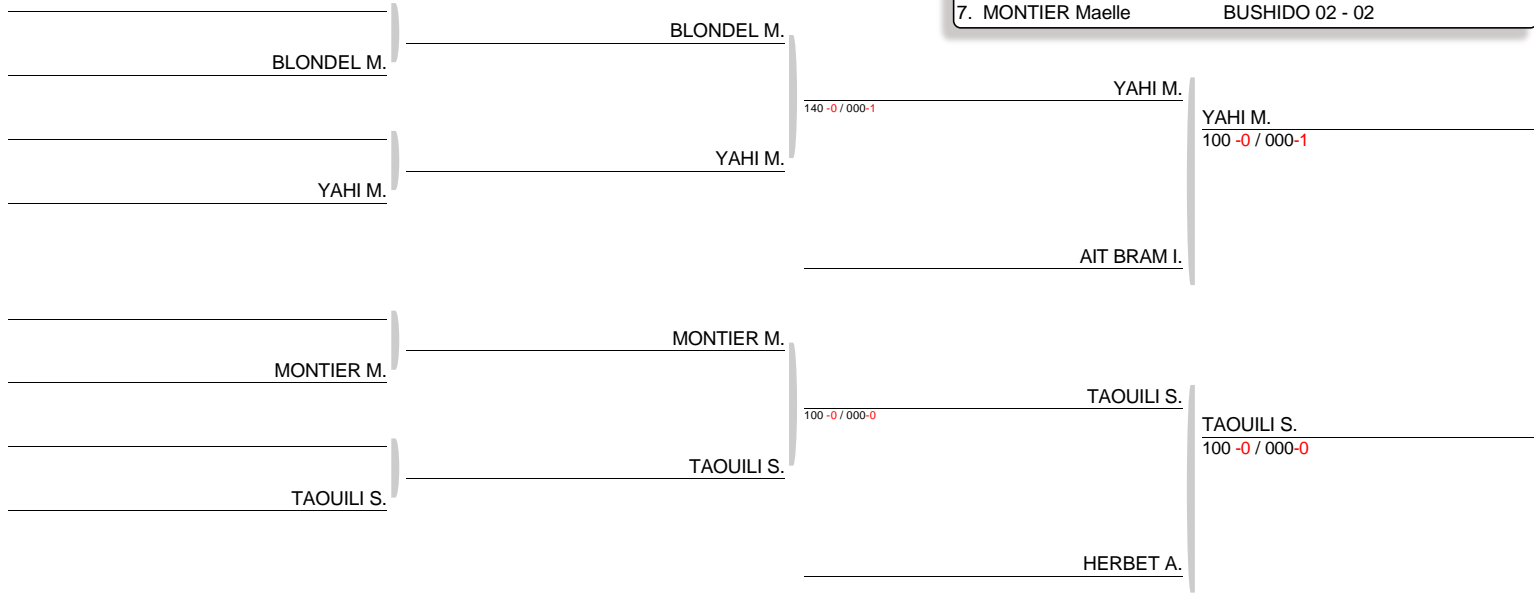 7. MONTIER Maelle BUSHIDO 02 - 02
BLONDEL M.
BLONDEL M.
YAHI M.
140 -0 / 000-1
YAHI M.
100 -0 / 000-1
YAHI M.
YAHI M.
AIT BRAM I.
MONTIER M.
MONTIER M.
TAOUILI S.
100 -0 / 000-0
TAOUILI S.
100 -0 / 000-0
TAOUILI S.
TAOUILI S.
HERBET A.